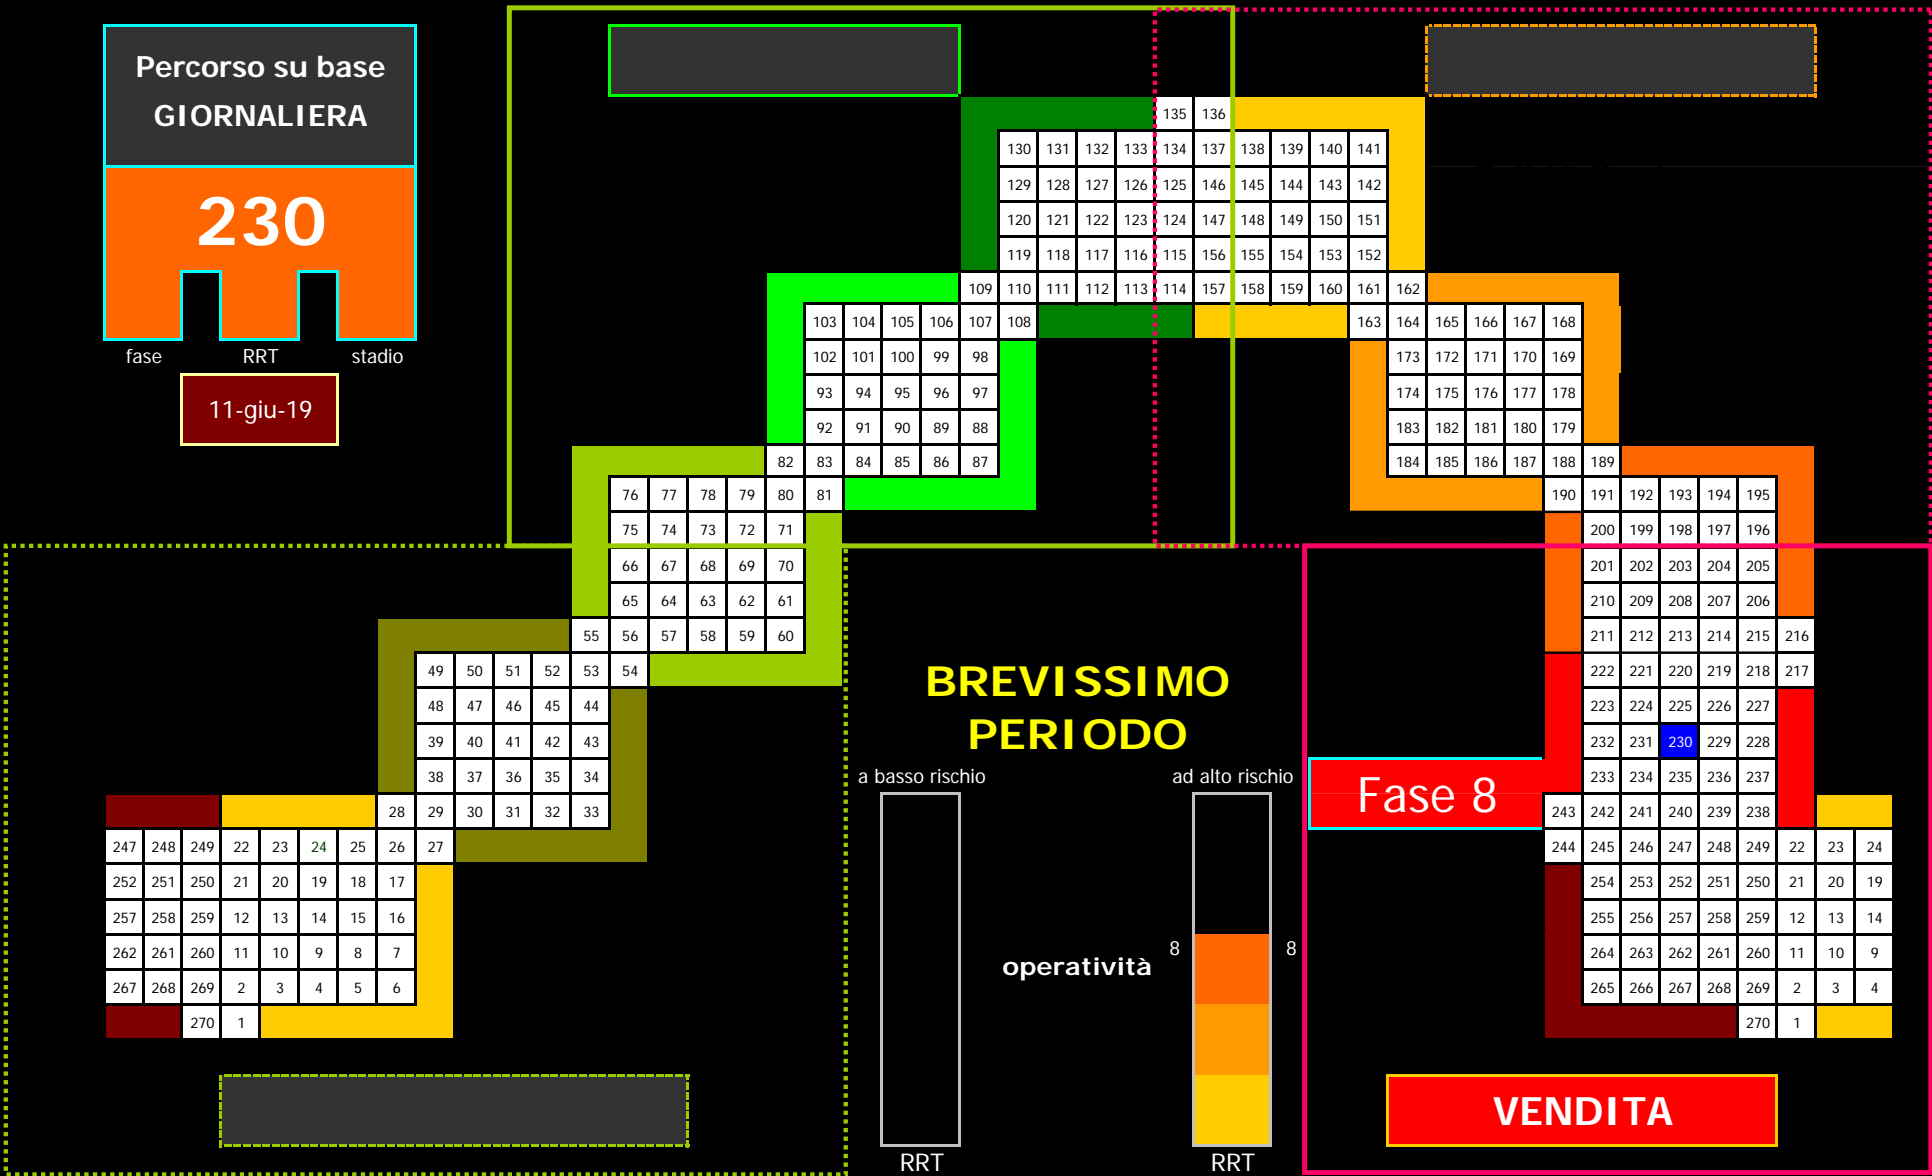 Percorso su base
GIORNALIERA
230
fase RRT stadio
11-giu-19
135 136
130 131 132 133 134 137 138 139 140 141
129 128 127 126 125 146 145 144 143 142
120 121 122 123 124 147 148 149 150 151
119 118 117 116 115 156 155 154 153 152
109 110 111 112 113 114 157 158 159 160 161 162
103 104 105 106 107 108 163 164 165 166 167 168
102 101 100 99 98 173 172 171 170 169
93 94 95 96 97 174 175 176 177 178
92 91 90 89 88 183 182 181 180 179
82 83 84 85 86 87 184 185 186 187 188 189
76 77 78 79 80 81 190 191 192 193 194 195
75 74 73 72 71 200 199 198 197 196
66 67 68 69 70 201 202 203 204 205
65 64 63 62 61 210 209 208 207 206
55 56 57 58 59 60 211 212 213 214 215 216
49 50 51 52 53 54 222 221 220 219 218 217
48 47 46 45 44 223 224 225 226 227
39 40 41 42 43 232 231 230 229 228
38 37 36 35 34 233 234 235 236 237
28 29 30 31 32 33 243 242 241 240 239 238
247 248 249 22 23 24 25 26 27 244 245 246 247 248 249 22 23 24
252 251 250 21 20 19 18 17 254 253 252 251 250 21 20 19
257 258 259 12 13 14 15 16 255 256 257 258 259 12 13 14
262 261 260 11 10 9 8 7 264 263 262 261 260 11 10 9
267 268 269 2 3 4 5 6 265 266 267 268 269 2 3 4
270 1 270 1
BREVISSIMO
PERIODO
a basso rischio ad alto rischio
Fase 8
8 8
operatività
RRT RRT
VENDITA